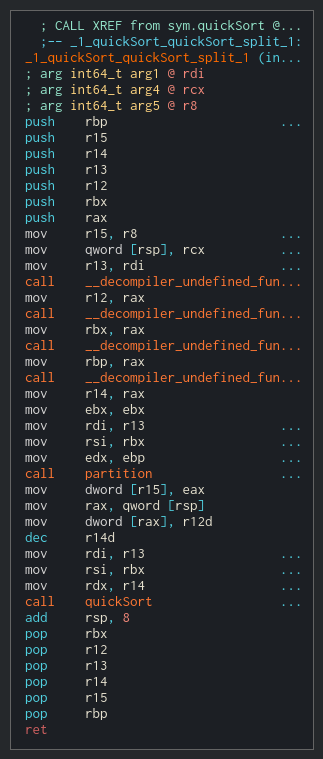 ; CALL XREF from sym.quickSort @...
;-- _1_quickSort_quickSort_split_1:
_1_quickSort_quickSort_split_1 (in...
; arg int64_t arg1 @ rdi
; arg int64_t arg4 @ rcx
; arg int64_t arg5 @ r8
push rbp ...
push r15
push r14
push r13
push r12
push rbx
push rax
mov r15, r8 ...
mov qword [rsp], rcx ...
mov r13, rdi ...
call __decompiler_undefined_fun...
mov r12, rax
call __decompiler_undefined_fun...
mov rbx, rax
call __decompiler_undefined_fun...
mov rbp, rax
call __decompiler_undefined_fun...
mov r14, rax
mov ebx, ebx
mov rdi, r13 ...
mov rsi, rbx ...
mov edx, ebp ...
call partition ...
mov dword [r15], eax
mov rax, qword [rsp]
mov dword [rax], r12d
dec r14d
mov rdi, r13 ...
mov rsi, rbx ...
mov rdx, r14 ...
call quickSort ...
add rsp, 8
pop rbx
pop r12
pop r13
pop r14
pop r15
pop rbp
ret